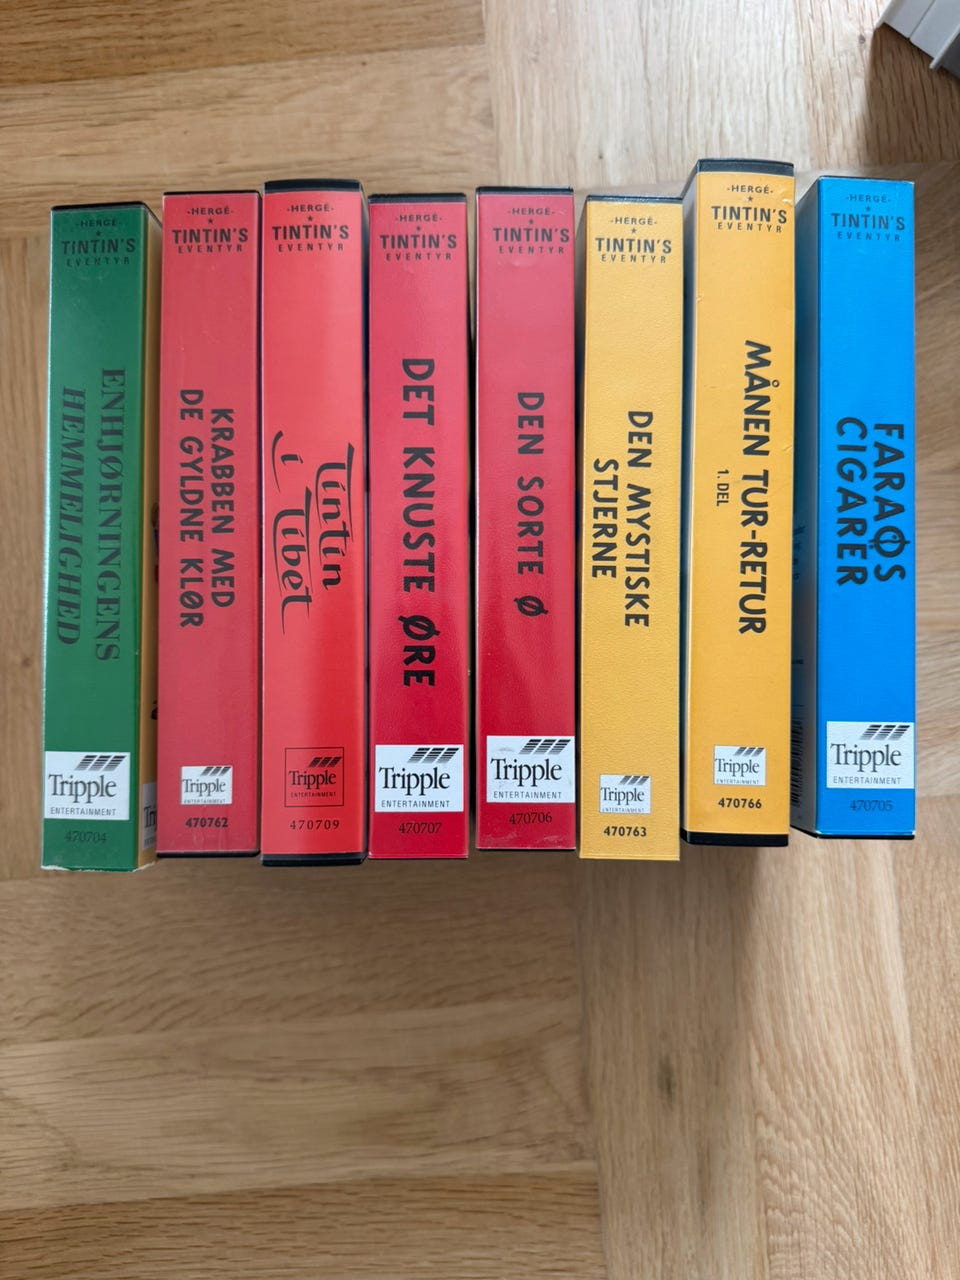 -HERGÉ-
TINTIN'S
EVENTYR
ENHJØRNINGENS
HEMMELIGHED
Tripple
ENTERTAINMENT
470704
-HERGÉ-
TINTIN'S
EVENTYR
KRABBEN MED
DE GYLDNE KLØR
Tripple
ENTERTAINMENT
470762
-HERGÉ-
TINTIN'S
EVENTYR
Tintin
i Tibet
Tripple
ENTERTAINMENT
470709
-HERGÉ-
TINTIN'S
EVENTYR
DET KNUSTE ØRE
Tripple
ENTERTAINMENT
470707
-HERGÉ-
TINTIN'S
EVENTYR
DEN SORTE Ø
Tripple
ENTERTAINMENT
470706
-HERGÉ-
TINTIN'S
EVENTYR
DEN MYSTISKE
STJERNE
Tripple
ENTERTAINMENT
470763
-HERGÉ-
TINTIN'S
EVENTYR
MÅNEN TUR-RETUR
1. DEL
Tripple
ENTERTAINMENT
470766
-HERGÉ-
TINTIN'S
EVENTYR
FARAOS
CIGARER
Tripple
ENTERTAINMENT
470705